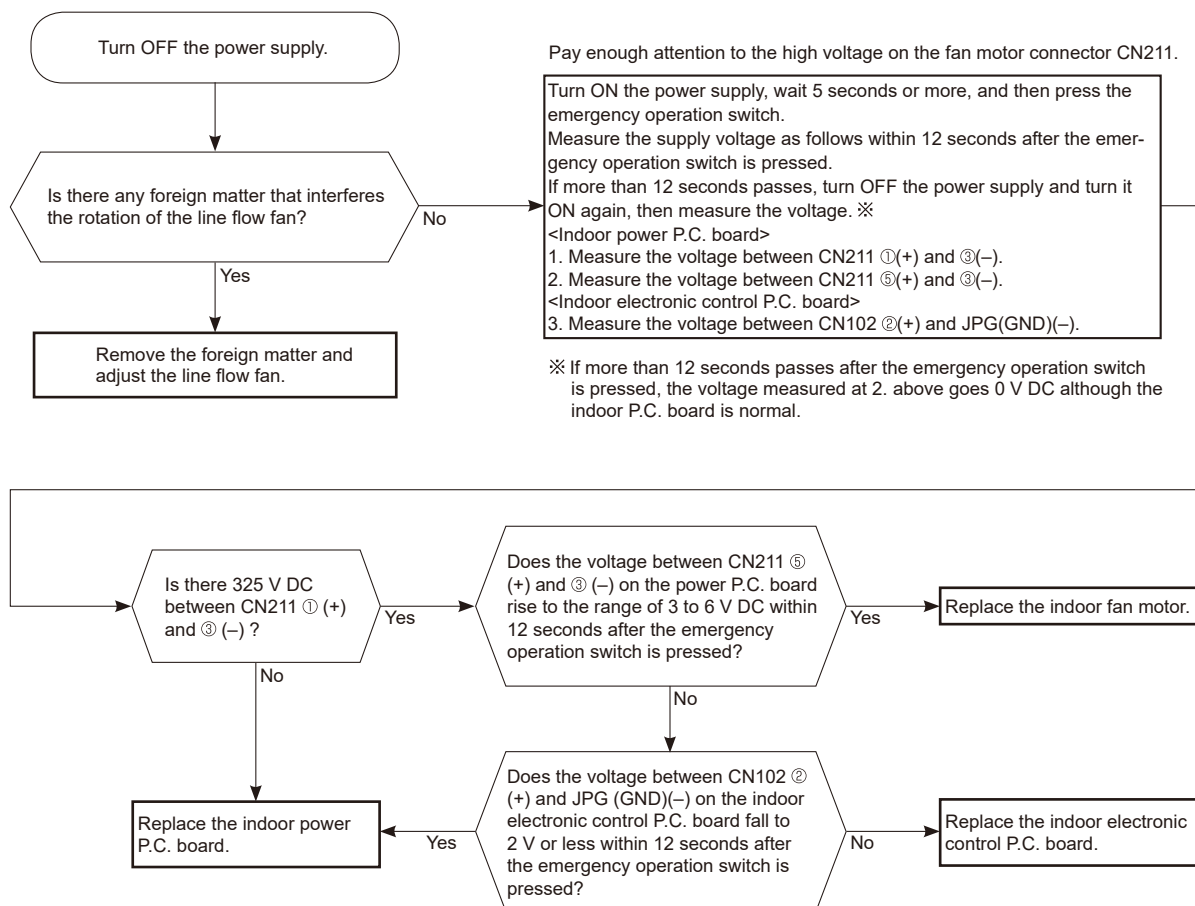 Turn OFF the power supply.
Is there any foreign matter that interferes
the rotation of the line flow fan?
No
Yes
Remove the foreign matter and
adjust the line flow fan.
Pay enough attention to the high voltage on the fan motor connector CN211.
Turn ON the power supply, wait 5 seconds or more, and then press the
emergency operation switch.
Measure the supply voltage as follows within 12 seconds after the emer-
gency operation switch is pressed.
If more than 12 seconds passes, turn OFF the power supply and turn it
ON again, then measure the voltage. ※
<Indoor power P.C. board>
1. Measure the voltage between CN211 ①(+) and ③(–).
2. Measure the voltage between CN211 ⑤(+) and ③(–).
<Indoor electronic control P.C. board>
3. Measure the voltage between CN102 ②(+) and JPG(GND)(–).
※ If more than 12 seconds passes after the emergency operation switch
is pressed, the voltage measured at 2. above goes 0 V DC although the
indoor P.C. board is normal.
Is there 325 V DC
between CN211 ① (+)
and ③ (–) ?
Yes
No
Does the voltage between CN211 ⑤
(+) and ③ (–) on the power P.C. board
rise to the range of 3 to 6 V DC within
12 seconds after the emergency
operation switch is pressed?
Yes
No
Replace the indoor fan motor.
Does the voltage between CN102 ②
(+) and JPG (GND)(–) on the indoor
electronic control P.C. board fall to
2 V or less within 12 seconds after
the emergency operation switch is
pressed?
Yes
No
Replace the indoor power
P.C. board.
Replace the indoor electronic
control P.C. board.